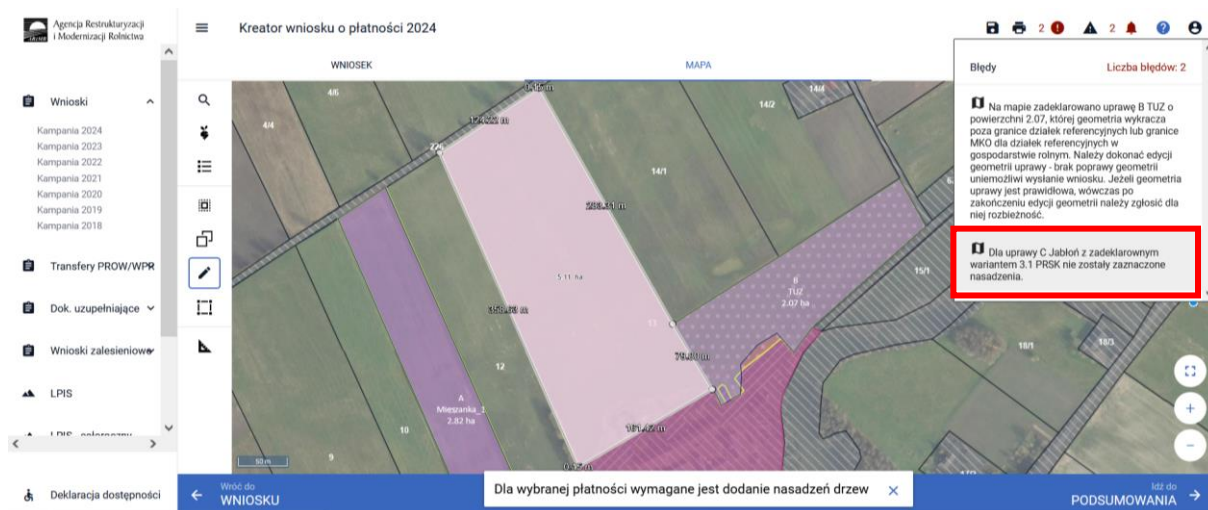 Agencja Restrukturyzacji
i Modernizacji Rolnictwa
Kreator wniosku o płatności 2024
2
2
WNIOSEK
MAPA
Wnioski
Kampania 2024
Kampania 2023
Kampania 2022
Kampania 2021
Kampania 2020
Kampania 2019
Kampania 2018
Transfery PROW/WPR
Dok. uzupełniające
Wnioski zalesieniowe
LPIS
Deklaracja dostępności
Błędy
Liczba błędów: 2
Na mapie zadeklarowano uprawę B TUZ o
powierzchni 2.07, której geometria wykracza
poza granice działek referencyjnych lub granice
MKO dla działek referencyjnych w
gospodarstwie rolnym. Należy dokonać edycji
geometrii uprawy - brak poprawy geometrii
uniemożliwi wysłanie wniosku. Jeżeli geometria
uprawy jest prawidłowa, wówczas po
zakończeniu edycji geometrii należy zgłosić dla
niej rozbieżność.
Dla uprawy C Jabłoń z zadeklarownym
wariantem 3.1 PRSK nie zostały zaznaczone
nasadzenia.
4/6
4/4
14/2
14/4
14/1
5.11 ha
351.63 m
B
TUZ
2.07 ha
15/1
11
12
A
Mieszanka_1
2.82 ha
10
9
18/1
18/3
50 m
Wróć do
WNIOSKU
Dla wybranej płatności wymagane jest dodanie nasadzeń drzew
Idź do
PODSUMOWANIA